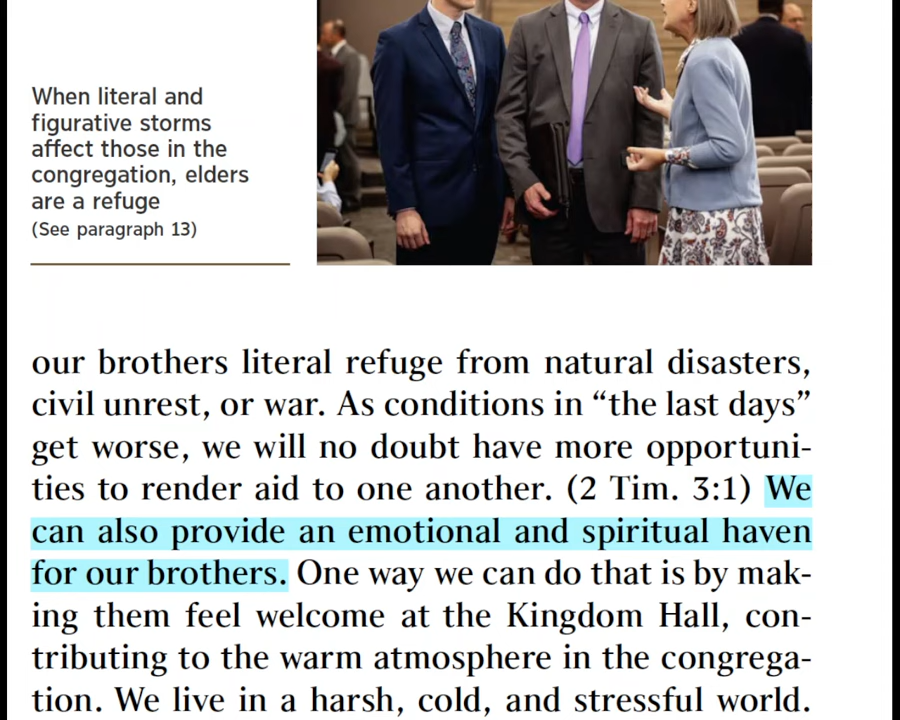 When literal and
figurative storms
affect those in the
congregation, elders
are a refuge
(See paragraph 13)
our brothers literal refuge from natural disasters,
civil unrest, or war. As conditions in “the last days”
get worse, we will no doubt have more opportuni-
ties to render aid to one another. (2 Tim. 3:1) We
can also provide an emotional and spiritual haven
for our brothers. One way we can do that is by mak-
ing them feel welcome at the Kingdom Hall, con-
tributing to the warm atmosphere in the congrega-
tion. We live in a harsh, cold, and stressful world.